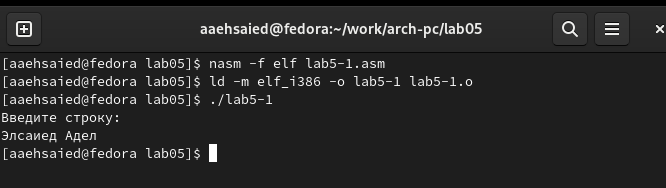 aaehsaied@fedora:~/work/arch-pc/lab05
[aaehsaied@fedora lab05]$ nasm -f elf lab5-1.asm
[aaehsaied@fedora lab05]$ ld -m elf_i386 -o lab5-1 lab5-1.o
[aaehsaied@fedora lab05]$ ./lab5-1
Введите строку:
Элсаиед Адел
[aaehsaied@fedora lab05]$